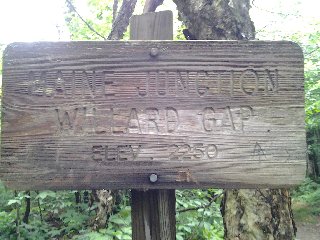 MAINE JUNCTION
WILLARD GAP
ELEV. 2250 A